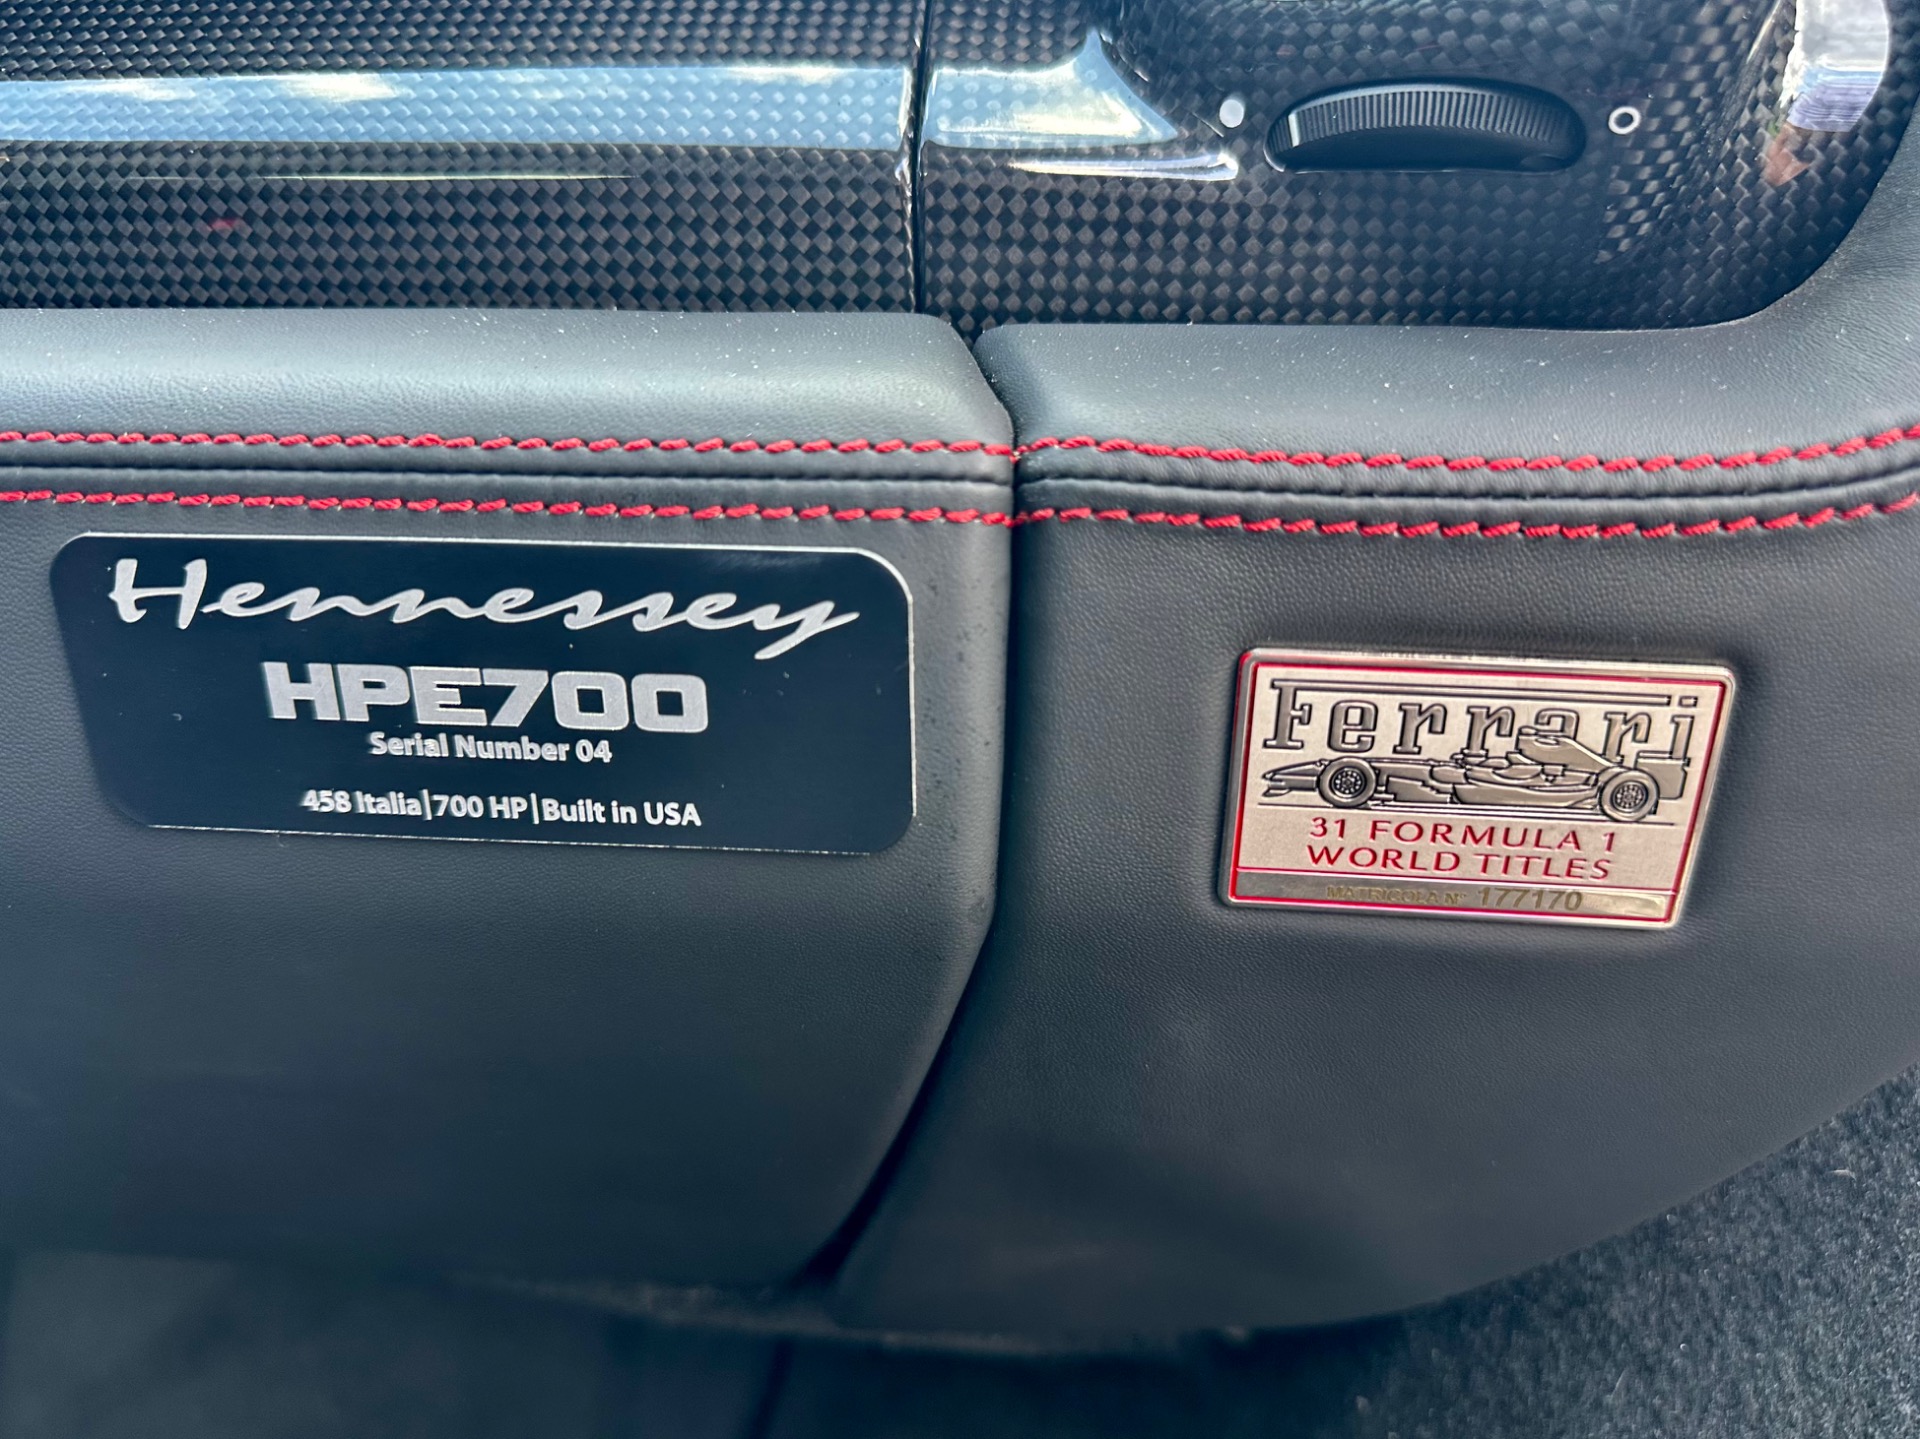 Hennessey
HPE700
Serial Number 04
458 Italia|700 HP|Built in USA
Ferrari
31 FORMULA 1
WORLD TITLES
MATRICOLA N° 177170